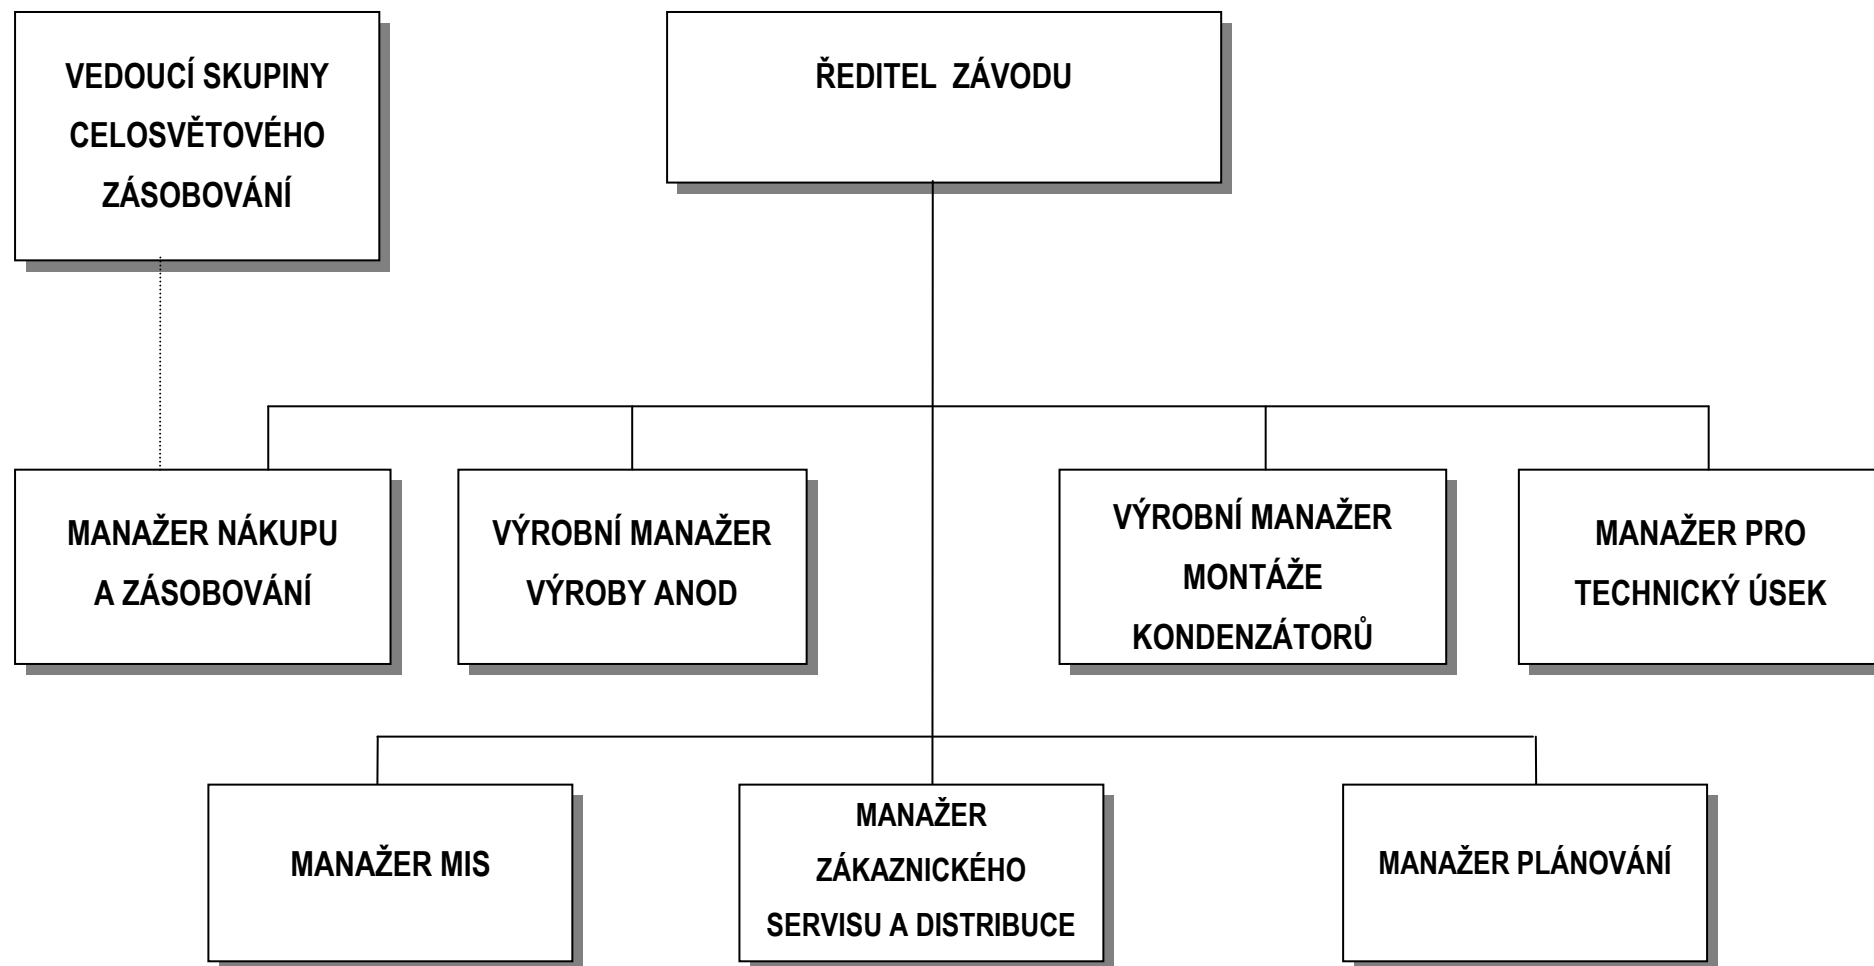 VEDOUCÍ SKUPINY
CELOSVĚTOVÉHO
ZÁSOBOVÁNÍ
ŘEDITEL ZÁVODU
MANAŽER NÁKUPU
A ZÁSOBOVÁNÍ
VÝROBNÍ MANAŽER
VÝROBY ANOD
VÝROBNÍ MANAŽER
MONTÁŽE
KONDENZÁTORŮ
MANAŽER PRO
TECHNICKÝ ÚSEK
MANAŽER MIS
MANAŽER
ZÁKAZNICKÉHO
SERVISU A DISTRIBUCE
MANAŽER PLÁNOVÁNÍ